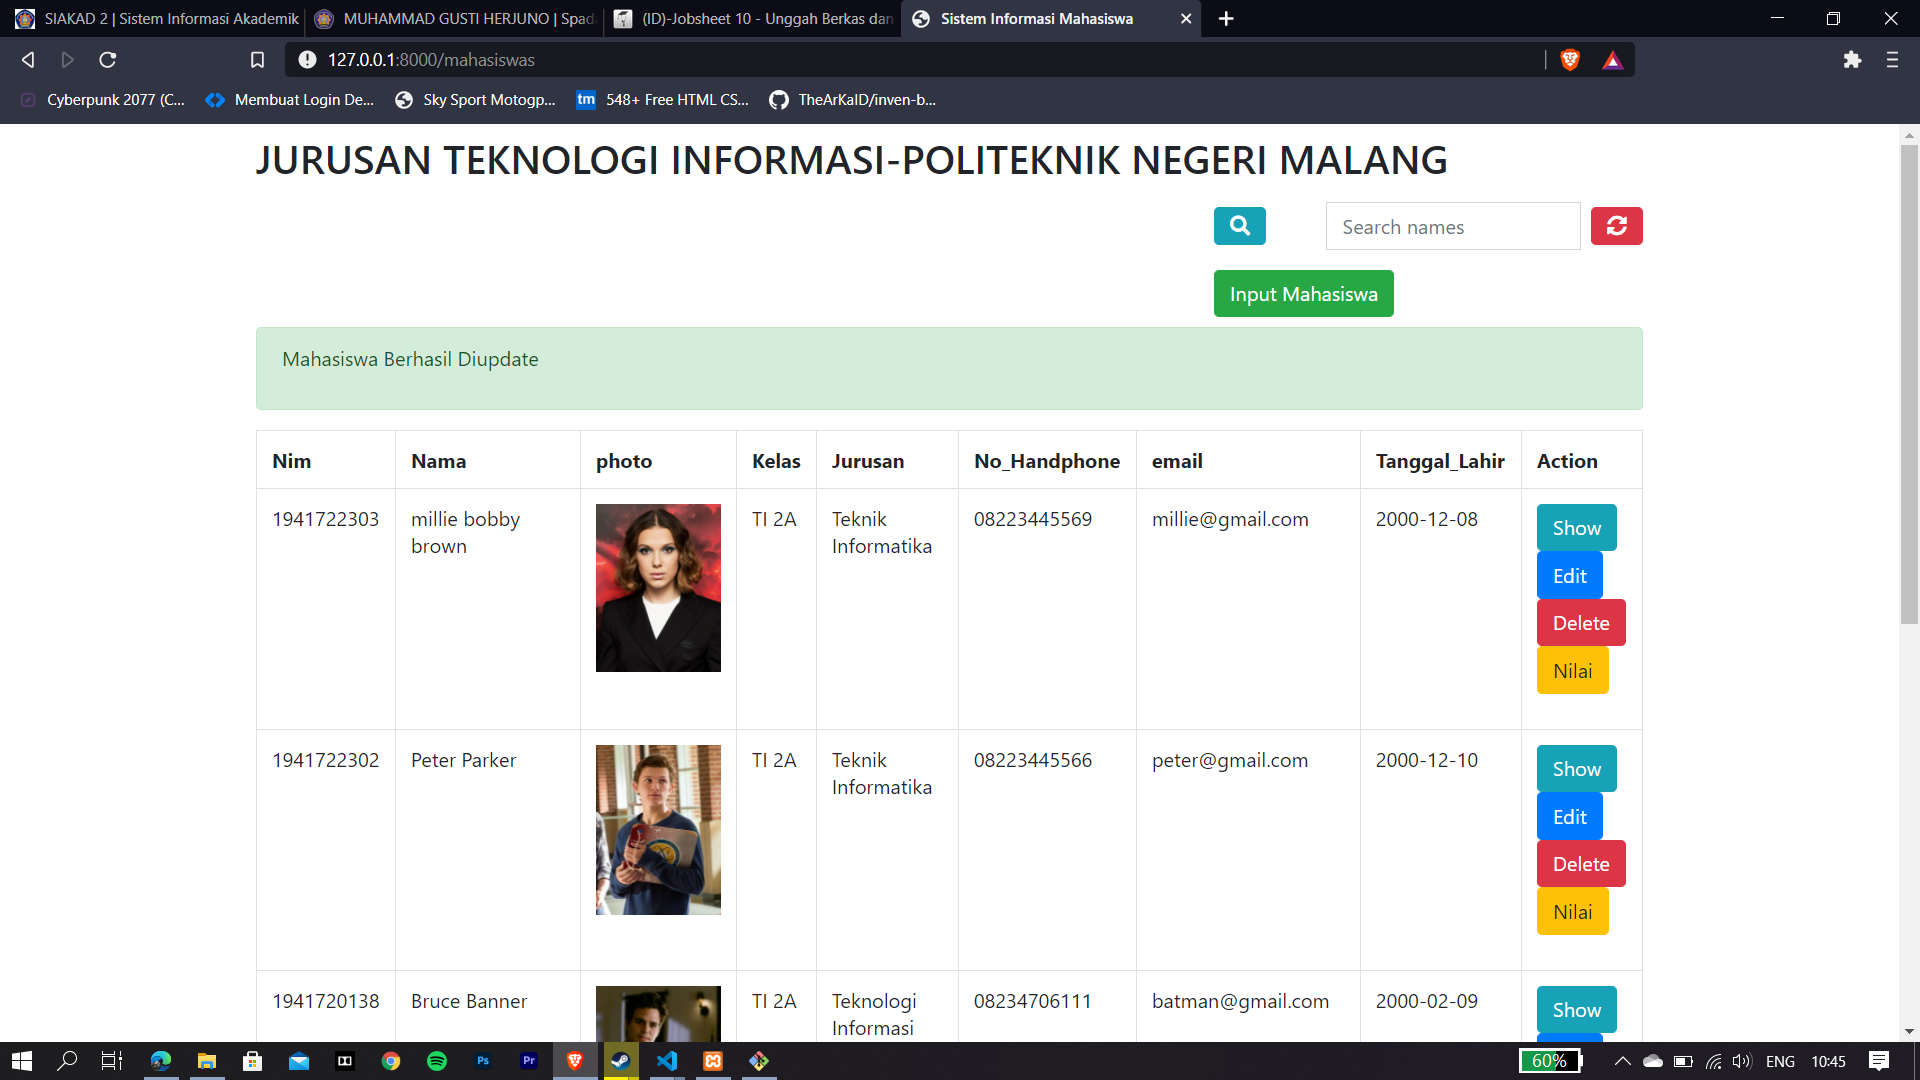 SIAKAD 2 | Sistem Informasi Akademik
MUHAMMAD GUSTI HERJUNO | Spad
(ID)-Jobsheet 10 - Unggah Berkas dan
Sistem Informasi Mahasiswa
127.0.0.1:8000/mahasiswas
Cyberpunk 2077 (C...
Membuat Login De...
Sky Sport Motogp...
tm 548+ Free HTML CS...
TheArKaID/inven-b...
JURUSAN TEKNOLOGI INFORMASI-POLITEKNIK NEGERI MALANG
Search names
Input Mahasiswa
Mahasiswa Berhasil Diupdate
Nim Nama photo Kelas Jurusan No_Handphone email Tanggal_Lahir Action
1941722303 millie bobby brown TI 2A Teknik Informatika 08223445569 millie@gmail.com 2000-12-08
Show
Edit
Delete
Nilai
1941722302 Peter Parker TI 2A Teknik Informatika 08223445566 peter@gmail.com 2000-12-10
Show
Edit
Delete
Nilai
1941720138 Bruce Banner TI 2A Teknologi Informasi 08234706111 batman@gmail.com 2000-02-09
Show
Ps Pr 60% ENG 10:45